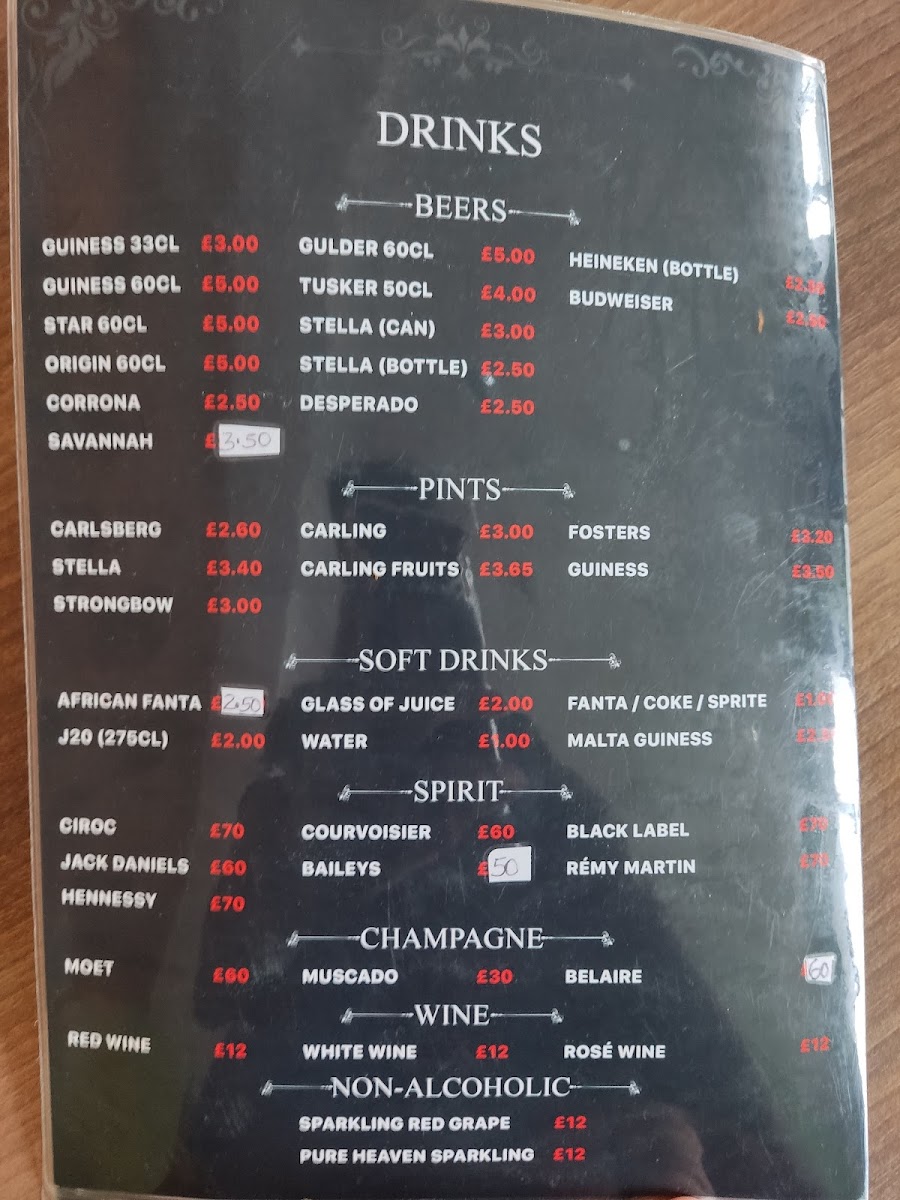 DRINKS
BEERS
GUINESS 33CL £3.00 GULDER 60CL £5.00 HEINEKEN (BOTTLE)
GUINESS 60CL £5.00 TUSKER 50CL £4.00 BUDWEISER £2.50
STAR 60CL £5.00 STELLA (CAN) £3.00
ORIGIN 60CL £5.00 STELLA (BOTTLE) £2.50
CORRONA £2.50 DESPERADO £2.50
SAVANNAH £3.50
PINTS
CARLSBERG £2.60 CARLING £3.00 FOSTERS £3.20
STELLA £3.40 CARLING FRUITS £3.65 GUINESS £3.50
STRONGBOW £3.00
SOFT DRINKS
AFRICAN FANTA £2.50 GLASS OF JUICE £2.00 FANTA / COKE / SPRITE
J20 (275CL) £2.00 WATER £1.00 MALTA GUINESS
SPIRIT
CIROC £70 COURVOISIER £60 BLACK LABEL £70
JACK DANIELS £60 BAILEYS £50 RÉMY MARTIN
HENNESSY £70
CHAMPAGNE
MOET £60 MUSCADO £30 BELAIRE 60
WINE
RED WINE £12 WHITE WINE £12 ROSÉ WINE £12
NON-ALCOHOLIC
SPARKLING RED GRAPE £12
PURE HEAVEN SPARKLING £12